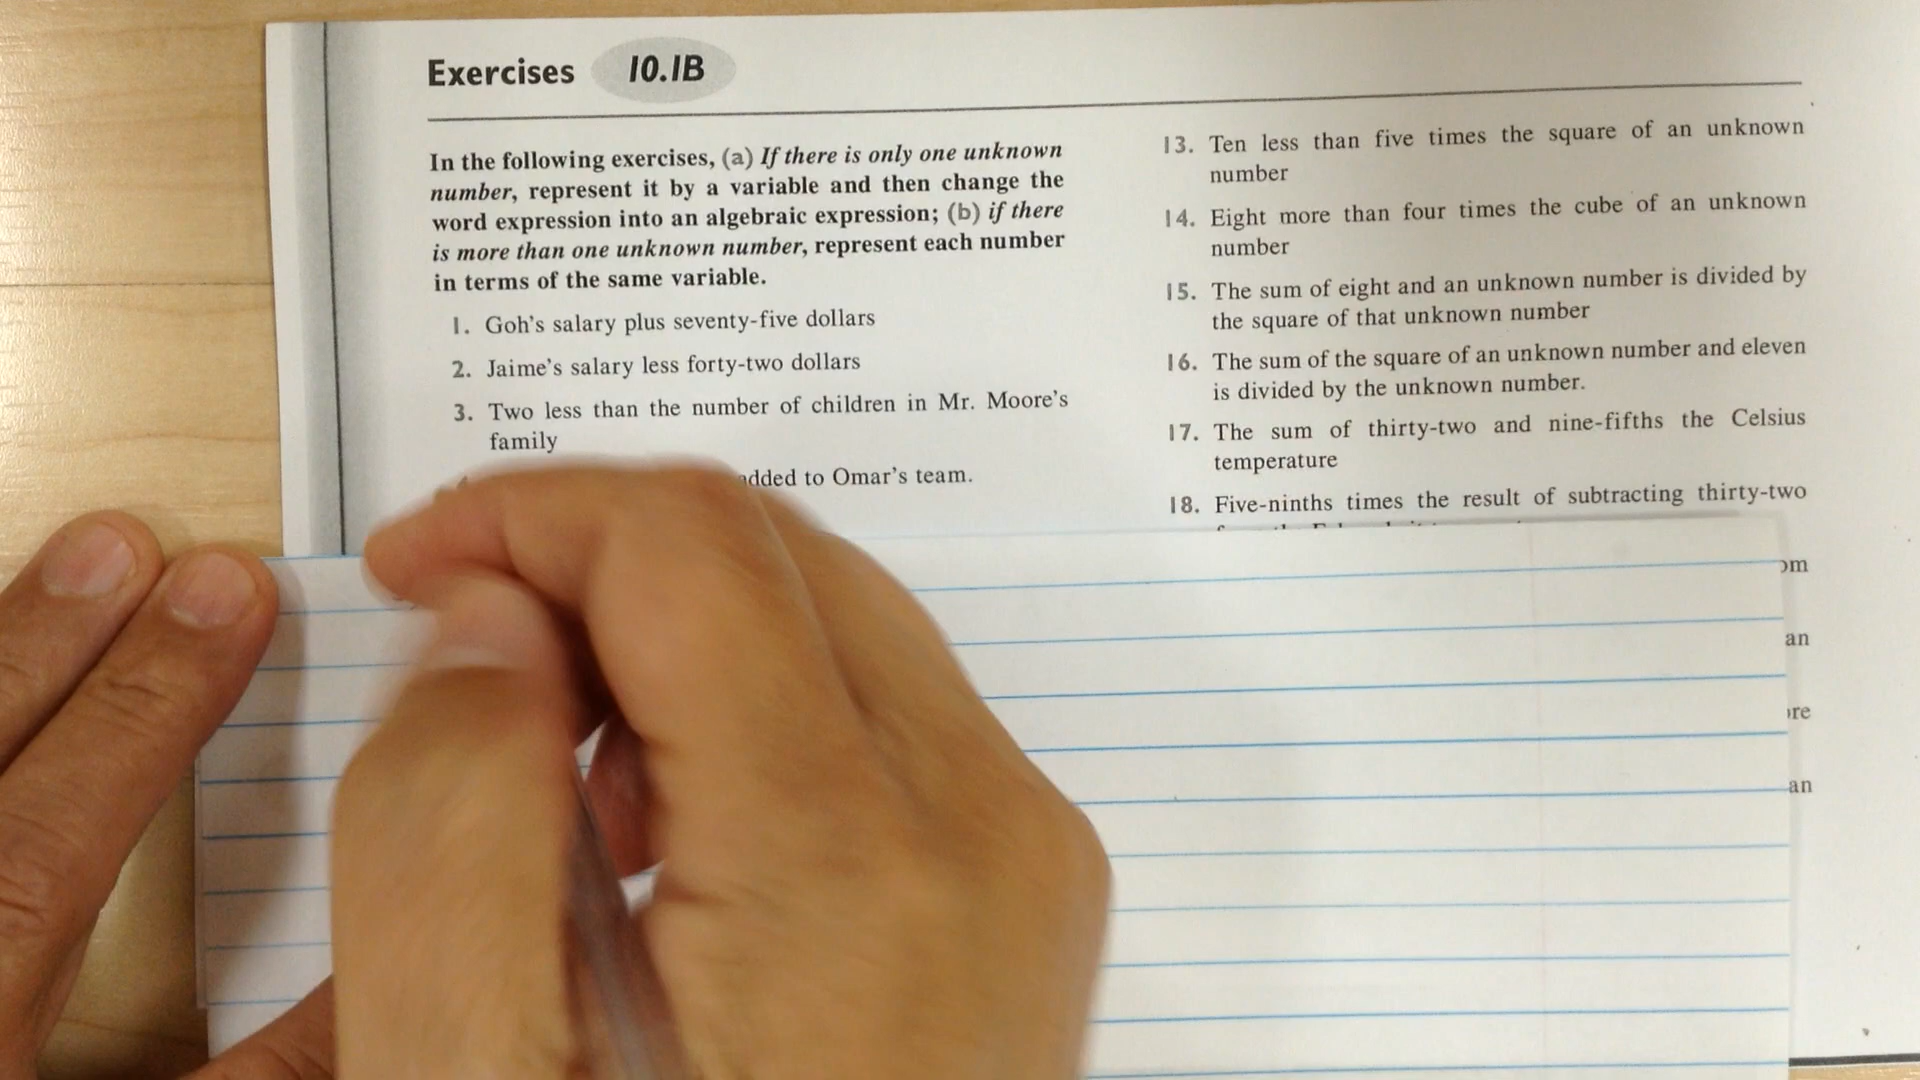 Exercises 10.1B
In the following exercises, (a) If there is only one unknown
number, represent it by a variable and then change the
word expression into an algebraic expression; (b) if there
is more than one unknown number, represent each number
in terms of the same variable.
1. Goh's salary plus seventy-five dollars
2. Jaime's salary less forty-two dollars
3. Two less than the number of children in Mr. Moore's
family
to Omar's team.
13. Ten less than five times the square of an unknown
number
14. Eight more than four times the cube of an unknown
number
15. The sum of eight and an unknown number is divided by
the square of that unknown number
16. The sum of the square of an unknown number and eleven
is divided by the unknown number.
17. The sum of thirty-two and nine-fifths the Celsius
temperature
18. Five-ninths times the result of subtracting thirty-two
an
an